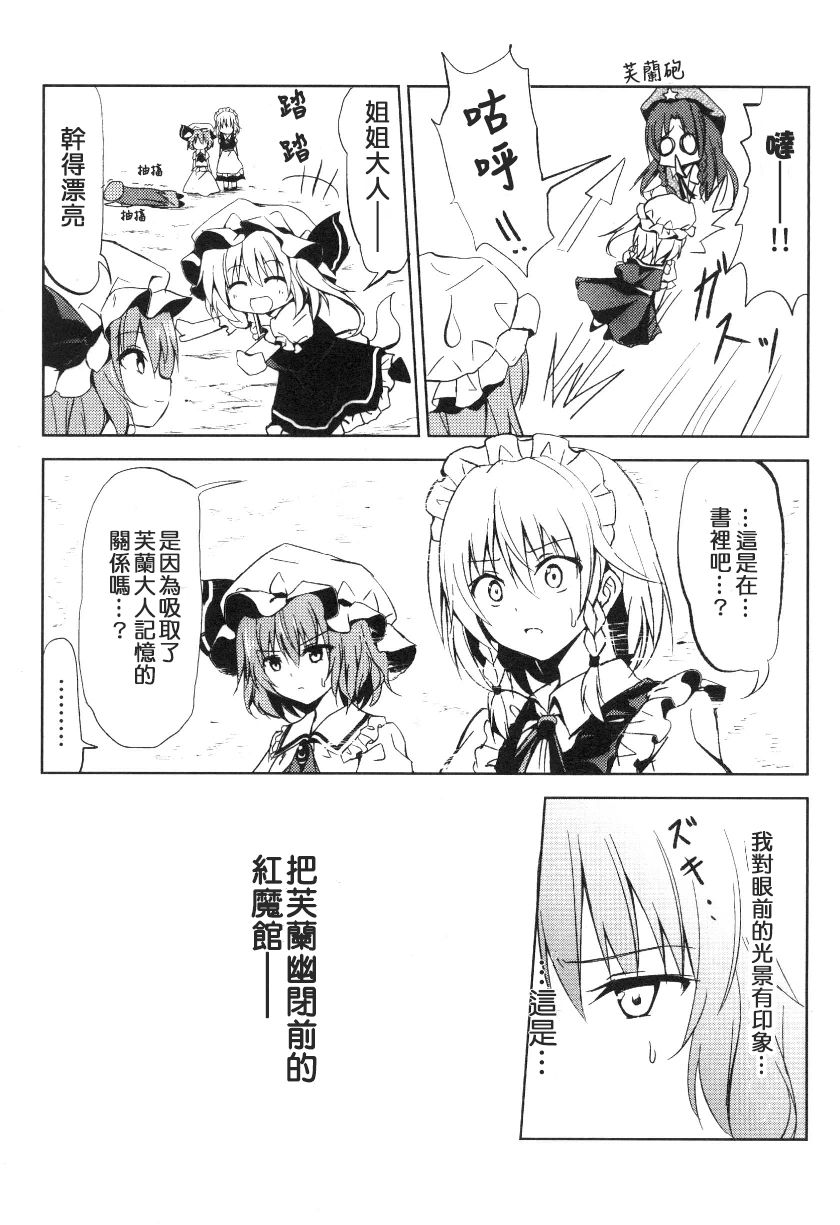 芙蘭砲
噠——!!
ガスッ
咕呼!!
姐姐大人——
踏
踏
抽搐
抽搐
幹得漂亮
…這是在…
書裡吧…?
是因為吸取了
芙蘭大人記憶的
關係嗎…?
………
我對眼前的光景有印象…
ズキ…
…這是…
把芙蘭幽閉前的
紅魔館——